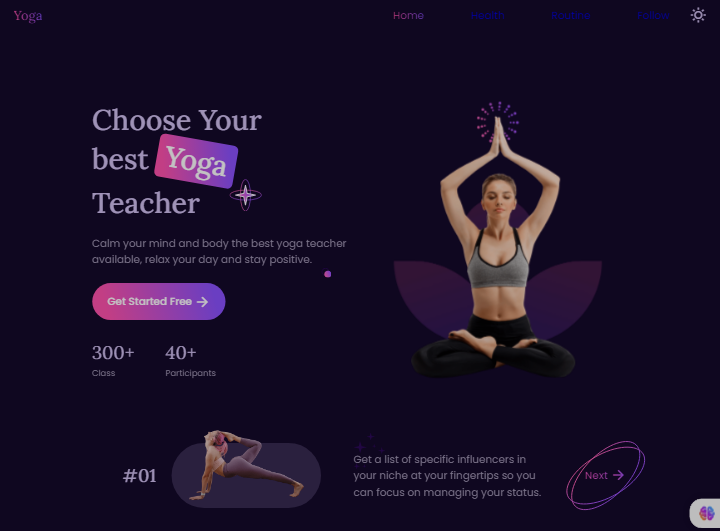 Yoga
Home Health Routine Follow
Choose Your
best Yoga
Teacher
Calm your mind and body the best yoga teacher
available, relax your day and stay positive.
Get Started Free
300+ 40+
Class Participants
#01
Get a list of specific influencers in
your niche at your fingertips so you
can focus on managing your status.
Next